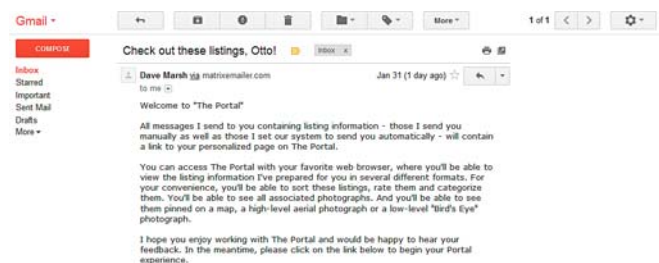 Gmail
More
1 of 1
COMPOSE
Check out these listings, Otto!
Inbox x
Inbox
Starred
Important
Sent Mail
Drafts
More
Dave Marsh via matrixemailer.com
Jan 31 (1 day ago)
to me
Welcome to "The Portal"
All messages I send to you containing listing information - those I send you
manually as well as those I set our system to send you automatically - will contain
a link to your personalized page on The Portal.
You can access The Portal with your favorite web browser, where you'll be able to
view the listing information I've prepared for you in several different formats. For
your convenience, you'll be able to sort these listings, rate them and categorize
them. You'll be able to see all associated photographs. And you'll be able to see
them pinned on a map, a high-level aerial photograph or a low-level "Bird's Eye"
photograph.
I hope you enjoy working with The Portal and would be happy to hear your
feedback. In the meantime, please click on the link below to begin your Portal
experience.